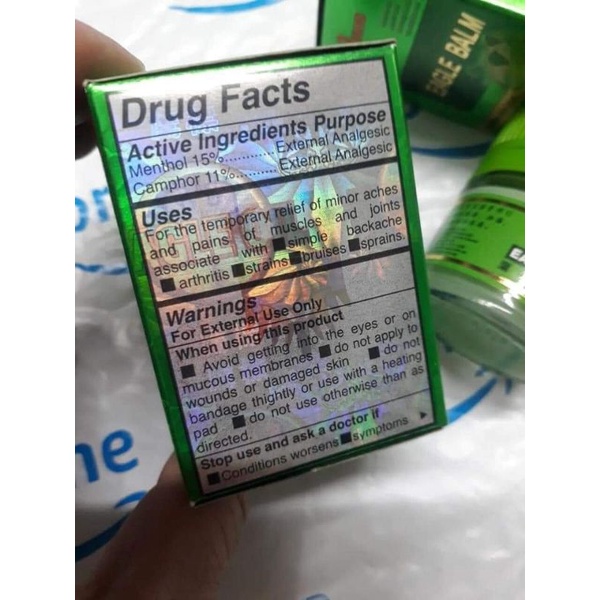 Drug Facts
Active Ingredients Purpose
Menthol 15%............ External Analgesic
Camphor 11%............ External Analgesic
Uses
For the temporary relief of minor aches
and pains of muscles and joints
associate with ■ simple backache
■ arthritis ■ strains ■ bruises ■ sprains.
Warnings
For External Use Only
When using this product
■ Avoid getting into the eyes or on
mucous membranes ■ do not apply to
wounds or damaged skin ■ do not
bandage thightly or use with a heating
pad ■ do not use otherwise than as
directed.
Stop use and ask a doctor if
■ Conditions worsens ■ symptoms ▶
EAGLE BALM
me